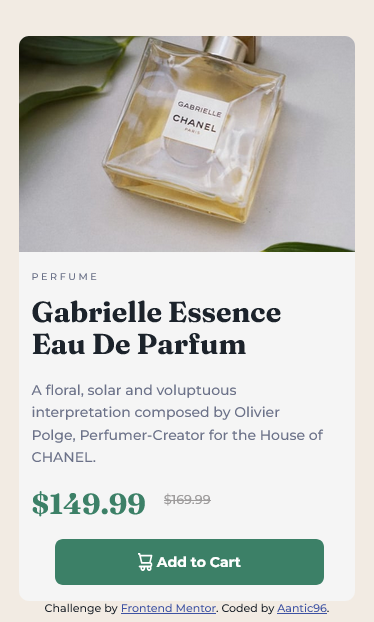 GABRIELLE
CHANEL
PARIS
PERFUME
Gabrielle Essence
Eau De Parfum
A floral, solar and voluptuous
interpretation composed by Olivier
Polge, Perfumer-Creator for the House of
CHANEL.
$149.99 $169.99
Add to Cart
Challenge by Frontend Mentor. Coded by Aantic96.